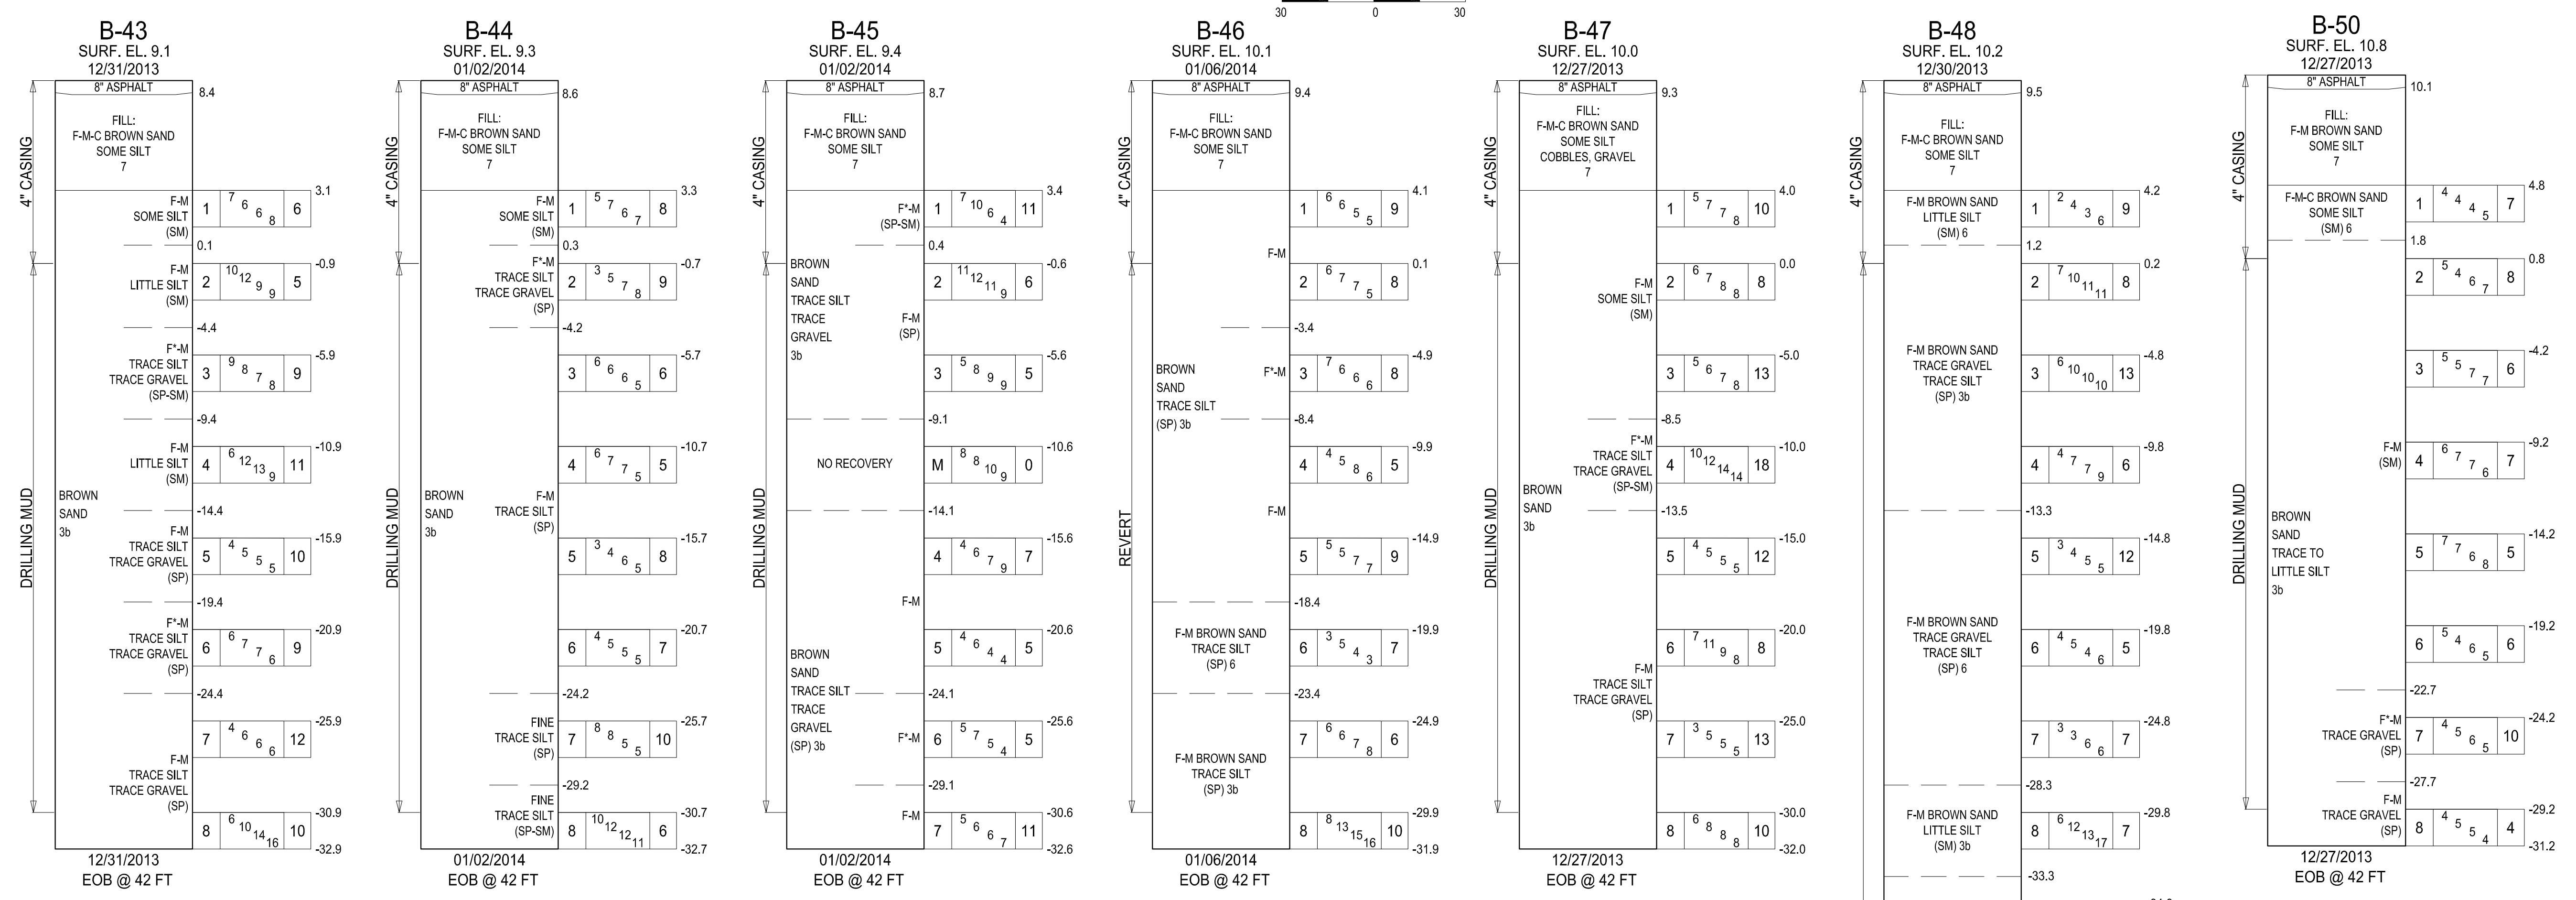 30 0 30
B-43
SURF. EL. 9.1
12/31/2013
8" ASPHALT
8.4
FILL:
F-M-C BROWN SAND
SOME SILT
7
4" CASING
3.1
F-M
SOME SILT
(SM)
1 7 6 6 8 6
0.1
-0.9
F-M
LITTLE SILT
(SM)
2 10 12 9 9 5
-4.4
-5.9
F*-M
TRACE SILT
TRACE GRAVEL
(SP-SM)
3 9 8 7 8 9
-9.4
-10.9
F-M
LITTLE SILT
(SM)
4 6 12 13 9 11
BROWN
SAND
3b
DRILLING MUD
-14.4
-15.9
F-M
TRACE SILT
TRACE GRAVEL
(SP)
5 4 5 5 5 10
-19.4
-20.9
F*-M
TRACE SILT
TRACE GRAVEL
(SP)
6 6 7 7 6 9
-24.4
-25.9
7 4 6 6 6 12
F-M
TRACE SILT
TRACE GRAVEL
(SP)
-30.9
8 6 10 14 16 10
-32.9
12/31/2013
EOB @ 42 FT
B-44
SURF. EL. 9.3
01/02/2014
8" ASPHALT
8.6
FILL:
F-M-C BROWN SAND
SOME SILT
7
4" CASING
3.3
F-M
SOME SILT
(SM)
1 5 7 6 7 8
0.3
-0.7
F*-M
TRACE SILT
TRACE GRAVEL
(SP)
2 3 5 7 8 9
-4.2
-5.7
3 6 6 6 5 6
-10.7
4 6 7 7 5 5
BROWN
SAND
3b
F-M
TRACE SILT
(SP)
DRILLING MUD
-15.7
5 3 4 6 5 8
-20.7
6 4 5 5 5 7
-24.2
-25.7
FINE
TRACE SILT
(SP)
7 8 8 5 5 10
-29.2
-30.7
FINE
TRACE SILT
(SP-SM)
8 10 12 12 11 6
-32.7
01/02/2014
EOB @ 42 FT
B-45
SURF. EL. 9.4
01/02/2014
8" ASPHALT
8.7
FILL:
F-M-C BROWN SAND
SOME SILT
7
4" CASING
3.4
F*-M
(SP-SM)
1 7 10 6 4 11
0.4
-0.6
BROWN
SAND
TRACE SILT
TRACE
GRAVEL
3b
2 11 12 11 9 6
F-M
(SP)
-5.6
3 5 8 9 9 5
-9.1
-10.6
NO RECOVERY
M 8 8 10 9 0
DRILLING MUD
-14.1
-15.6
4 4 6 7 9 7
F-M
-20.6
5 4 6 4 4 5
BROWN
SAND
TRACE SILT
TRACE
GRAVEL
(SP) 3b
-24.1
-25.6
F*-M
6 5 7 5 4 5
-29.1
-30.6
F-M
7 5 6 6 7 11
-32.6
01/02/2014
EOB @ 42 FT
B-46
SURF. EL. 10.1
01/06/2014
8" ASPHALT
9.4
FILL:
F-M-C BROWN SAND
SOME SILT
7
4" CASING
4.1
1 6 6 5 5 9
F-M
0.1
2 6 7 7 5 8
-3.4
-4.9
BROWN
SAND
TRACE SILT
(SP) 3b
F*-M
3 7 6 6 6 8
-8.4
-9.9
4 4 5 8 6 5
F-M
REVERT
-14.9
5 5 5 7 7 9
-18.4
-19.9
F-M BROWN SAND
TRACE SILT
(SP) 6
6 3 5 4 3 7
-23.4
-24.9
7 6 6 7 8 6
F-M BROWN SAND
TRACE SILT
(SP) 3b
-29.9
8 8 13 15 16 10
-31.9
01/06/2014
EOB @ 42 FT
B-47
SURF. EL. 10.0
12/27/2013
8" ASPHALT
9.3
FILL:
F-M-C BROWN SAND
SOME SILT
COBBLES, GRAVEL
7
4" CASING
4.0
1 5 7 7 8 10
0.0
F-M
SOME SILT
(SM)
2 6 7 8 8 8
-5.0
3 5 6 7 8 13
-8.5
-10.0
F*-M
TRACE SILT
TRACE GRAVEL
(SP-SM)
4 10 12 14 14 18
BROWN
SAND
3b
DRILLING MUD
-13.5
-15.0
5 4 5 5 5 12
-20.0
6 7 11 9 8 8
F-M
TRACE SILT
TRACE GRAVEL
(SP)
-25.0
7 3 5 5 5 13
-30.0
8 6 8 8 8 10
-32.0
12/27/2013
EOB @ 42 FT
B-48
SURF. EL. 10.2
12/30/2013
8" ASPHALT
9.5
FILL:
F-M-C BROWN SAND
SOME SILT
7
4" CASING
4.2
F-M BROWN SAND
LITTLE SILT
(SM) 6
1 2 4 3 6 9
1.2
0.2
2 7 10 11 11 8
F-M BROWN SAND
TRACE GRAVEL
TRACE SILT
(SP) 3b
-4.8
3 6 10 10 10 13
-9.8
4 4 7 7 9 6
-13.3
-14.8
5 3 4 5 5 12
F-M BROWN SAND
TRACE GRAVEL
TRACE SILT
(SP) 6
-19.8
6 4 5 4 6 5
-24.8
7 3 3 6 6 7
-28.3
-29.8
F-M BROWN SAND
LITTLE SILT
(SM) 3b
8 6 12 13 17 7
-33.3
B-50
SURF. EL. 10.8
12/27/2013
8" ASPHALT
10.1
FILL:
F-M BROWN SAND
SOME SILT
7
4" CASING
4.8
F-M-C BROWN SAND
SOME SILT
(SM) 6
1 4 4 4 5 7
1.8
0.8
2 5 4 6 7 8
-4.2
3 5 5 7 7 6
-9.2
F-M
(SM)
4 6 7 7 6 7
DRILLLING MUD
BROWN
SAND
TRACE TO
LITTLE SILT
3b
-14.2
5 7 7 6 8 5
-19.2
6 5 4 6 5 6
-22.7
-24.2
F*-M
TRACE GRAVEL
(SP)
7 4 5 6 5 10
-27.7
-29.2
F-M
TRACE GRAVEL
(SP)
8 4 5 5 4 4
-31.2
12/27/2013
EOB @ 42 FT